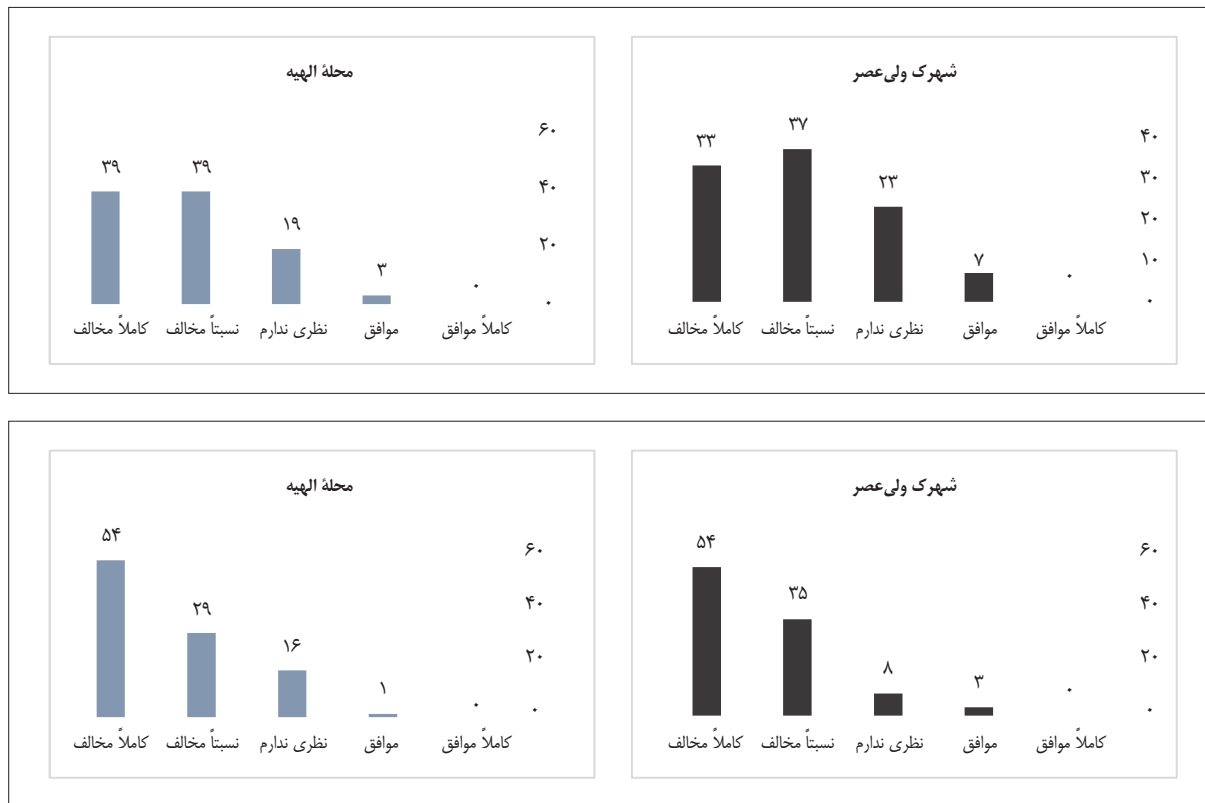 شهرک ولی‌عصر
۴۰
۳۰
۲۰
۱۰
۰
۰
۷
۲۳
۳۷
۳۳
کاملاً موافق
موافق
نظری ندارم
نسبتاً مخالف
کاملاً مخالف
محلهٔ الهیه
۶۰
۴۰
۲۰
۰
۰
۳
۱۹
۳۹
۳۹
کاملاً موافق
موافق
نظری ندارم
نسبتاً مخالف
کاملاً مخالف
شهرک ولی‌عصر
۶۰
۴۰
۲۰
۰
۰
۳
۸
۳۵
۵۴
کاملاً موافق
موافق
نظری ندارم
نسبتاً مخالف
کاملاً مخالف
محلهٔ الهیه
۶۰
۴۰
۲۰
۰
۰
۱
۱۶
۲۹
۵۴
کاملاً موافق
موافق
نظری ندارم
نسبتاً مخالف
کاملاً مخالف